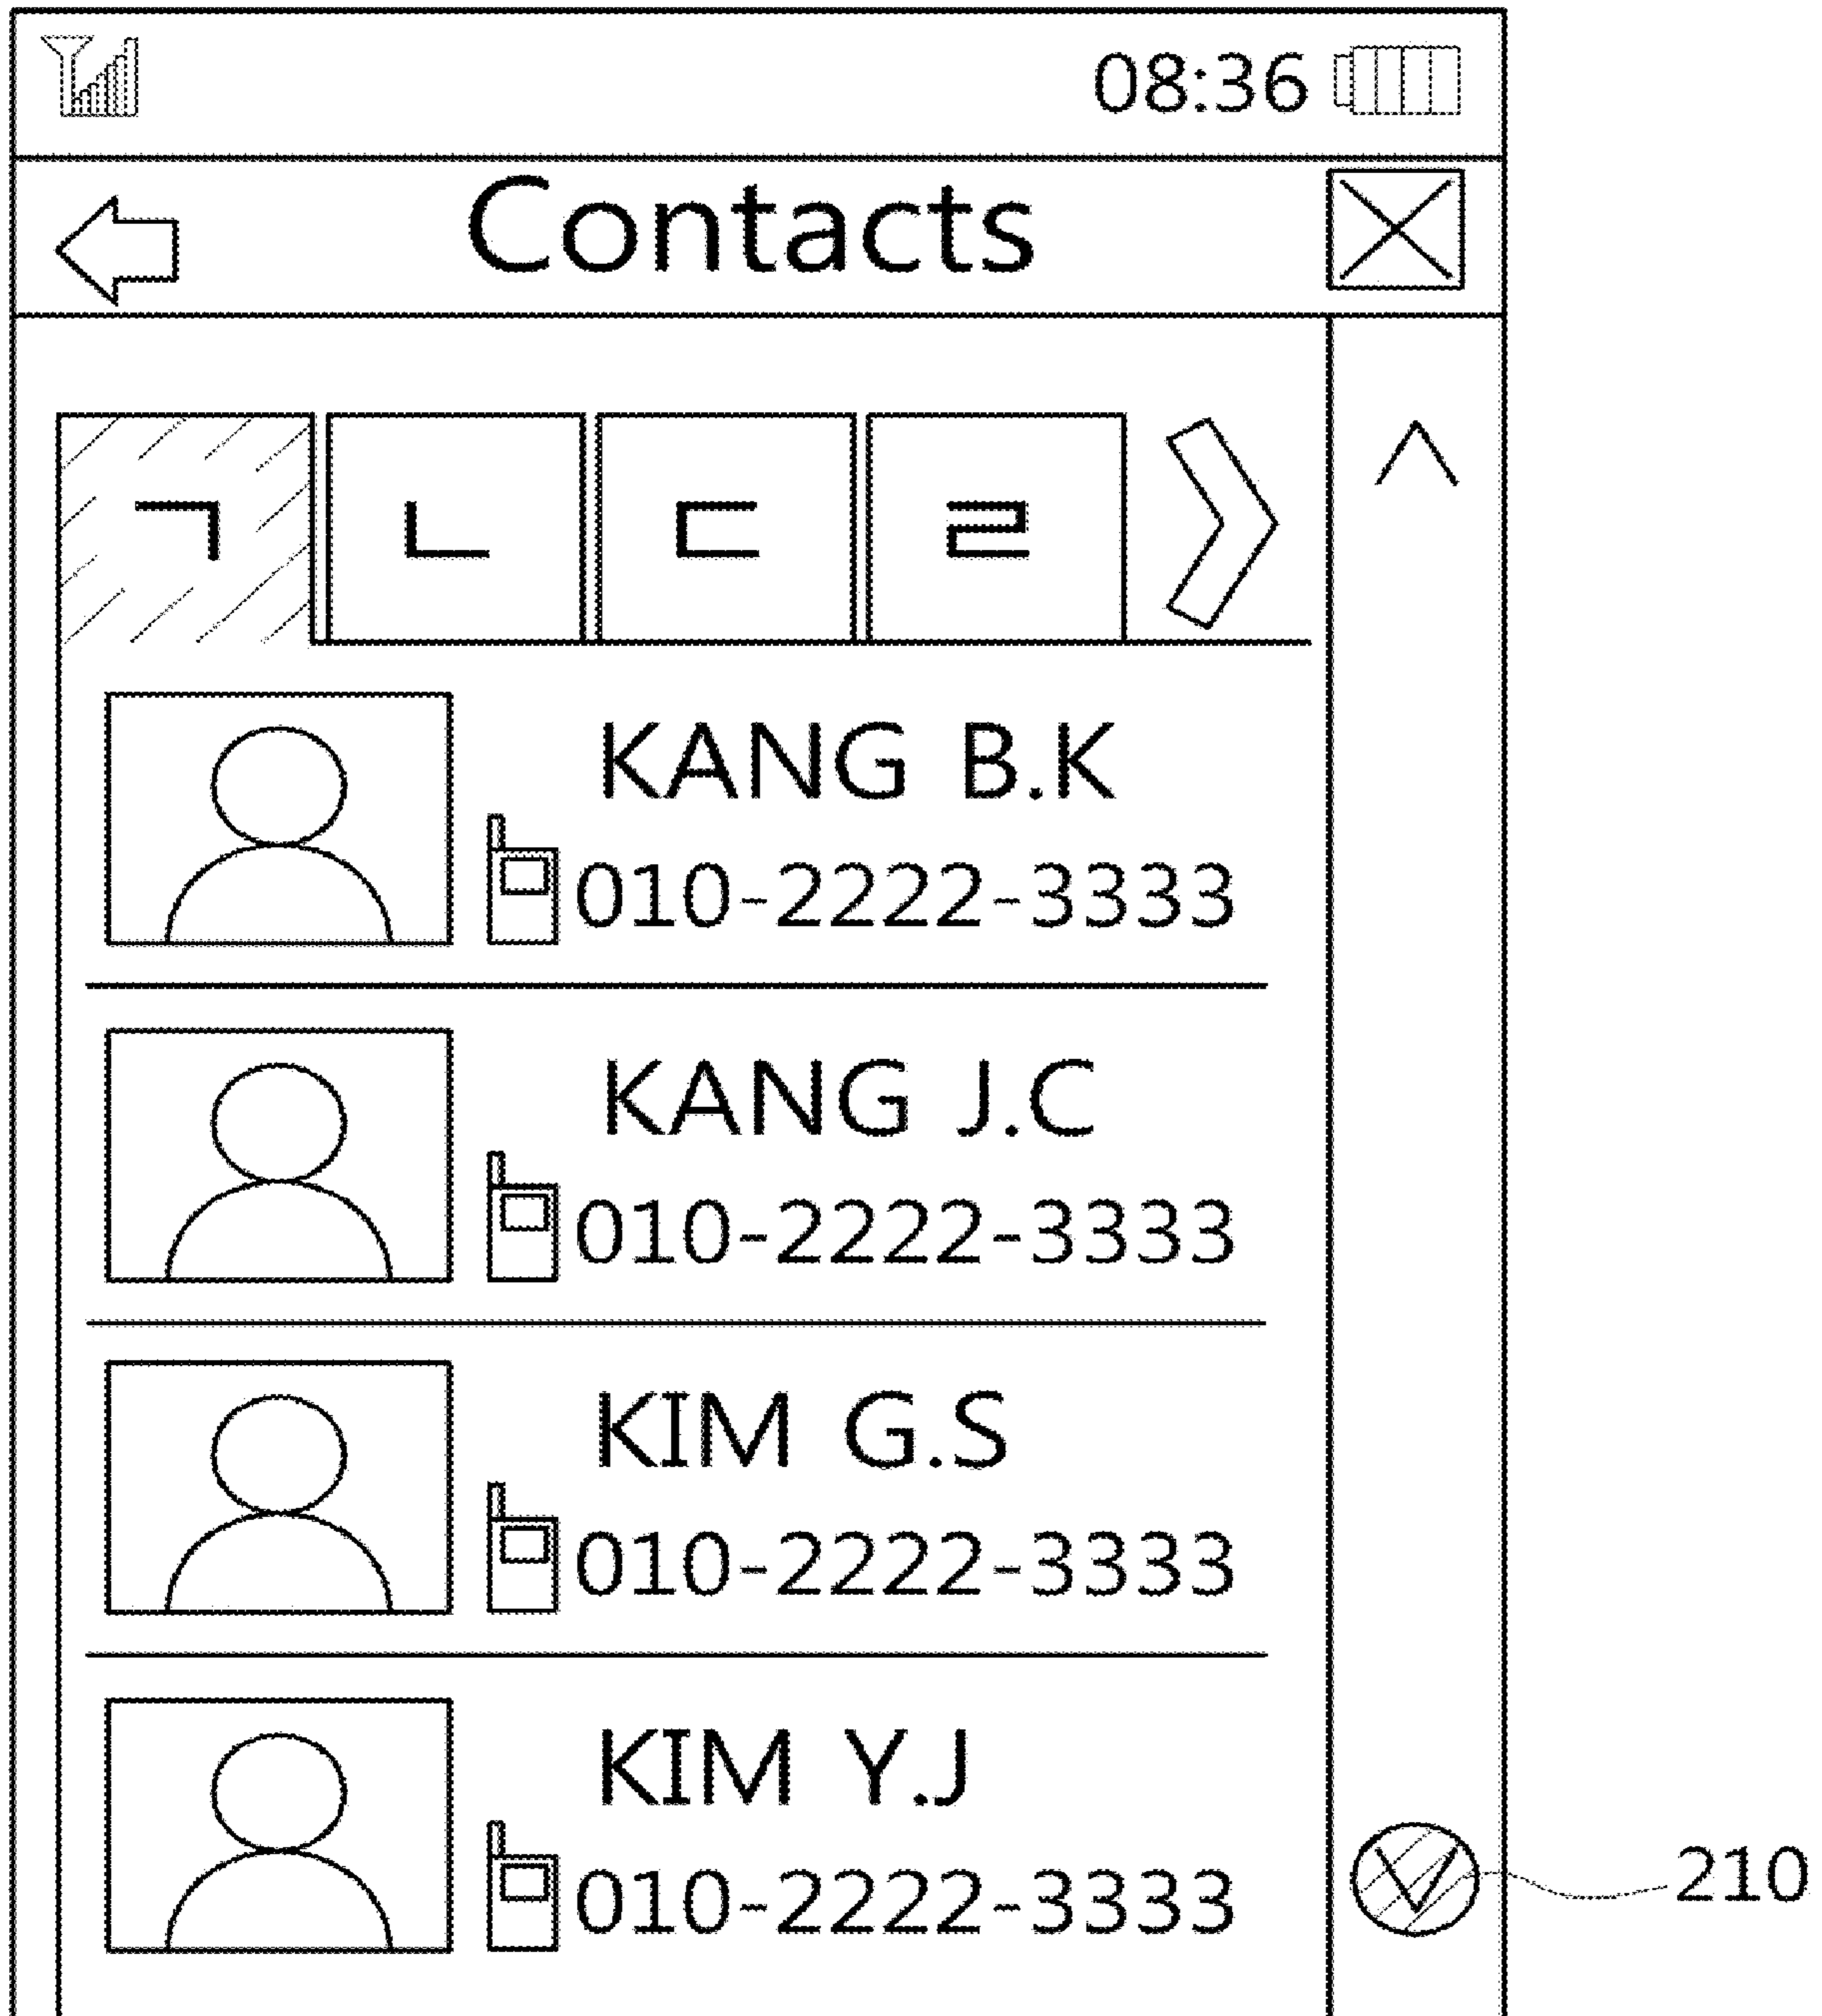 08:36
Contacts
ㄱ ㄴ ㄷ ㄹ
KANG B.K
010-2222-3333
KANG J.C
010-2222-3333
KIM G.S
010-2222-3333
KIM Y.J
010-2222-3333
210